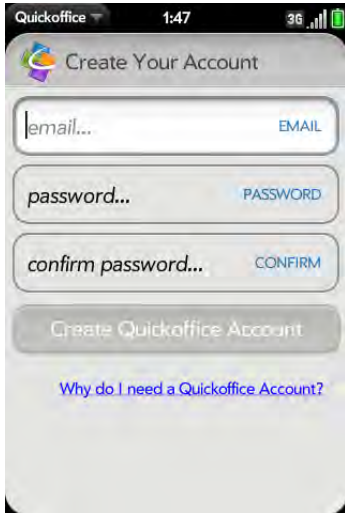 Quickoffice 1:47 3G
Create Your Account
email... EMAIL
password... PASSWORD
confirm password... CONFIRM
Create Quickoffice Account
Why do I need a Quickoffice Account?